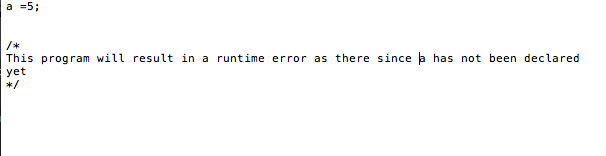 a =5;
/*
This program will result in a runtime error as there since a has not been declared
yet
*/